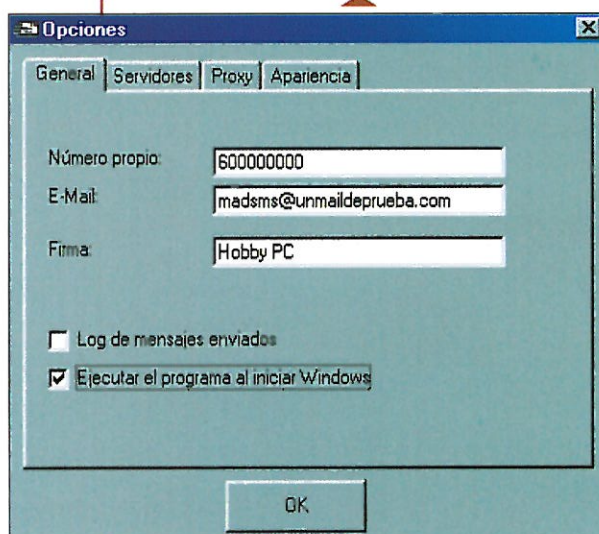 Opciones
General Servidores Proxy Apariencia
Número propio: 600000000
E-Mail: madsms@unmaildeprueba.com
Firma: Hobby PC
Log de mensajes enviados
Ejecutar el programa al iniciar Windows
OK